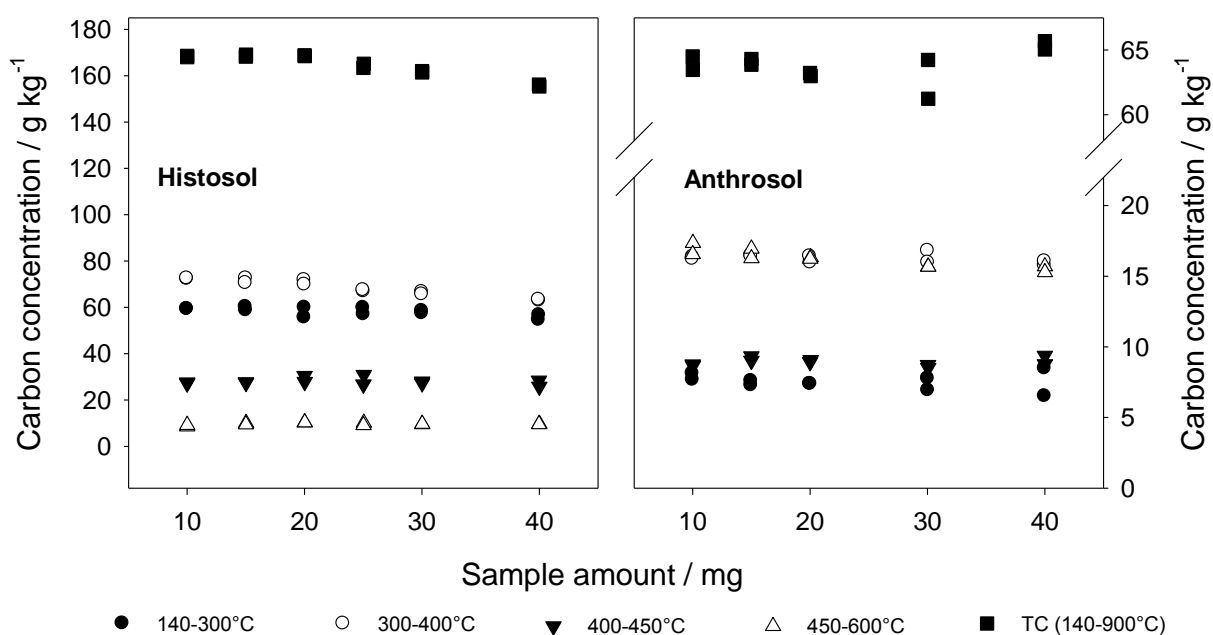 180
160
140
120
100
80
60
40
20
0
Carbon concentration / g kg⁻¹
Histosol
Anthrosol
65
60
20
15
10
5
0
Carbon concentration / g kg⁻¹
10 20 30 40 10 20 30 40
Sample amount / mg
140-300°C 300-400°C 400-450°C 450-600°C TC (140-900°C)